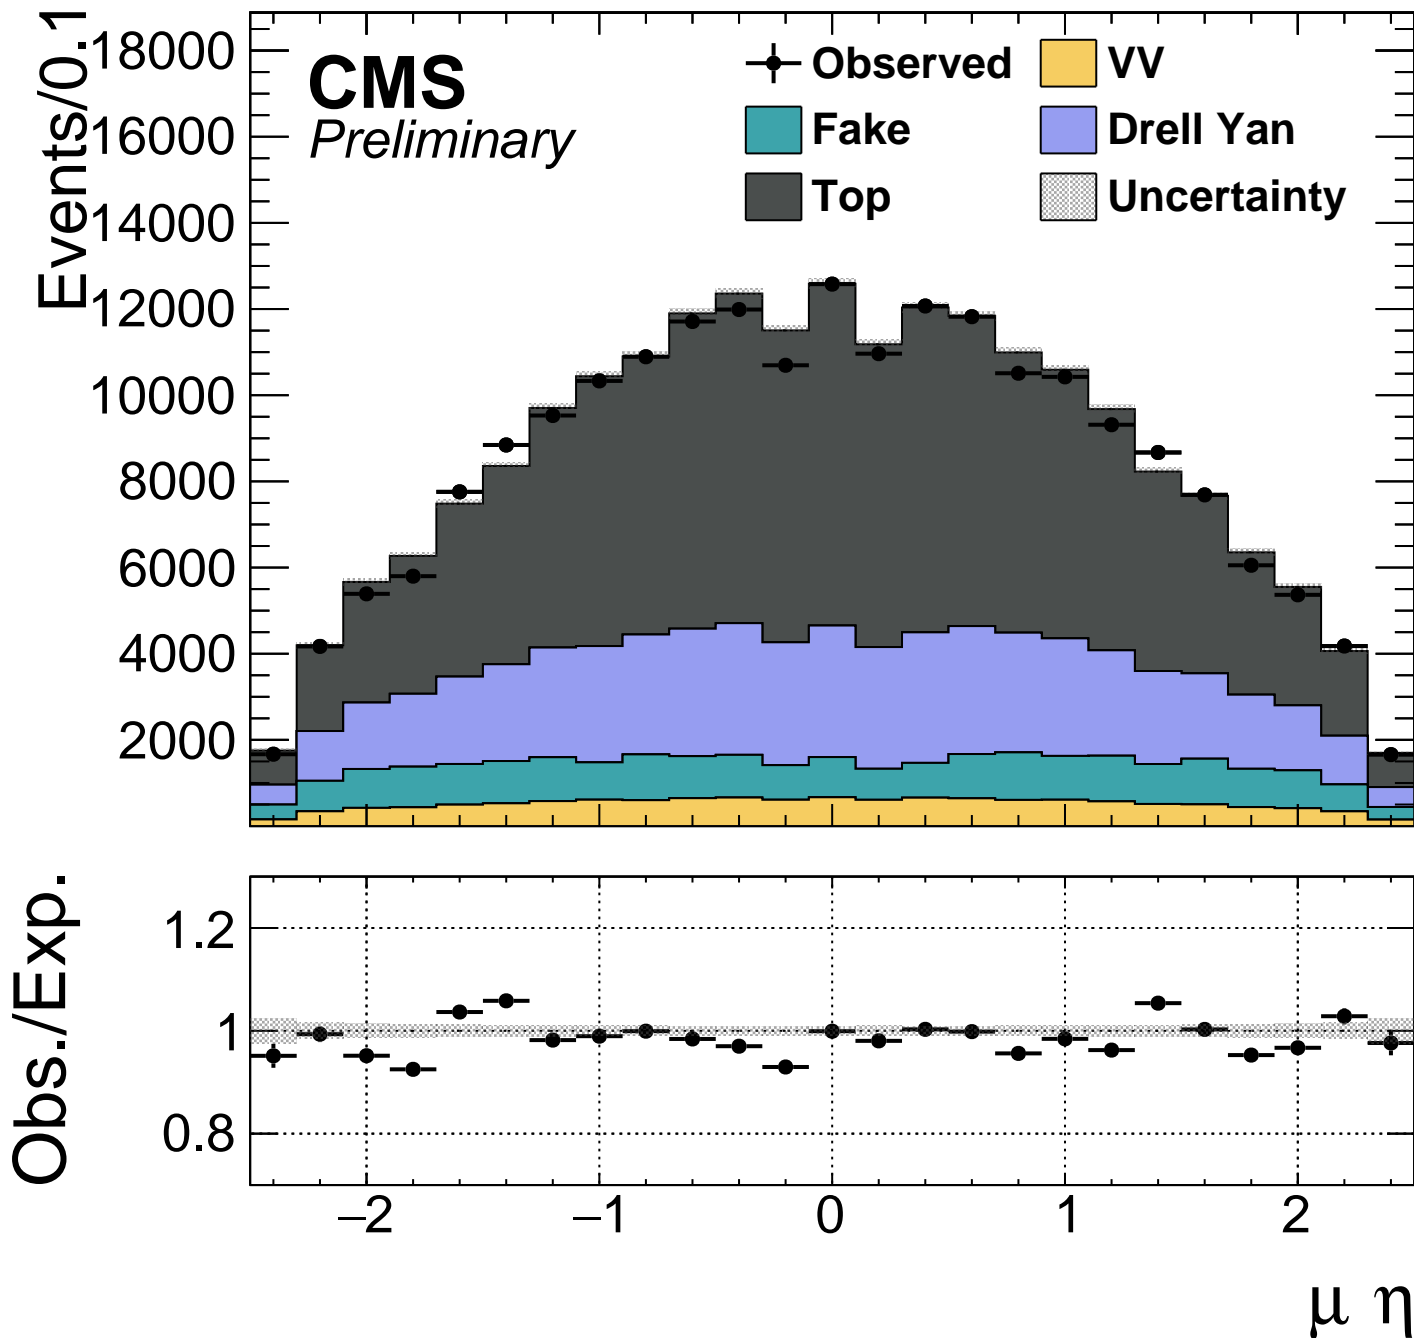 Events/0.1
18000
16000
14000
12000
10000
8000
6000
4000
2000
CMS
Preliminary
Observed
VV
Fake
Drell Yan
Top
Uncertainty
Obs./Exp.
1.2
1
0.8
−2
−1
0
1
2
μ η